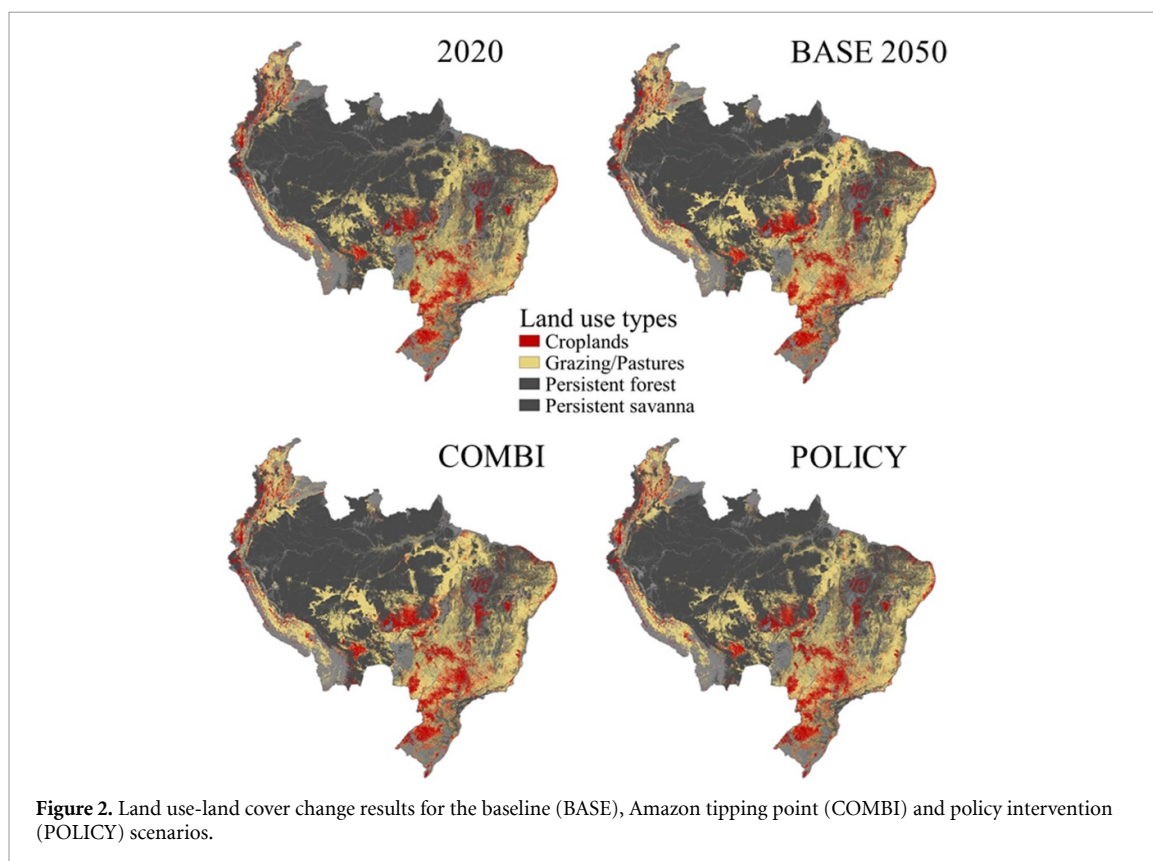 2020
BASE 2050
Land use types
Croplands
Grazing/Pastures
Persistent forest
Persistent savanna
COMBI
POLICY
Figure 2. Land use-land cover change results for the baseline (BASE), Amazon tipping point (COMBI) and policy intervention
(POLICY) scenarios.